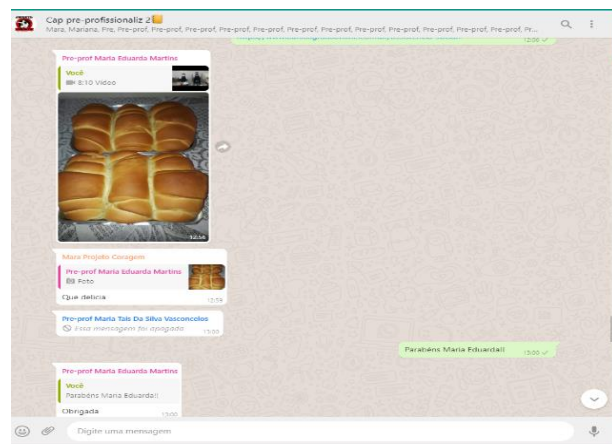 Cap pre-profissionaliz 2
Mara, Mariana, Pre, Pre-prof, Pre-prof, Pre-prof, Pre-prof, Pre-prof, Pre-prof, Pre-prof, Pre-prof, Pre-prof, Pre-prof, Pre-prof, Pre-prof, Pr...
Pre-prof Maria Eduarda Martins
Você
8:10 Vídeo
12:54
Mara Projeto Coragem
Pre-prof Maria Eduarda Martins
Foto
Que delicia
12:59
Pre-prof Maria Tais Da Silva Vasconcelos
Essa mensagem foi apagada
13:00
Parabéns Maria Eduarda!!
13:00
Pre-prof Maria Eduarda Martins
Você
Parabéns Maria Eduarda!!
Obrigada
13:00
Digite uma mensagem